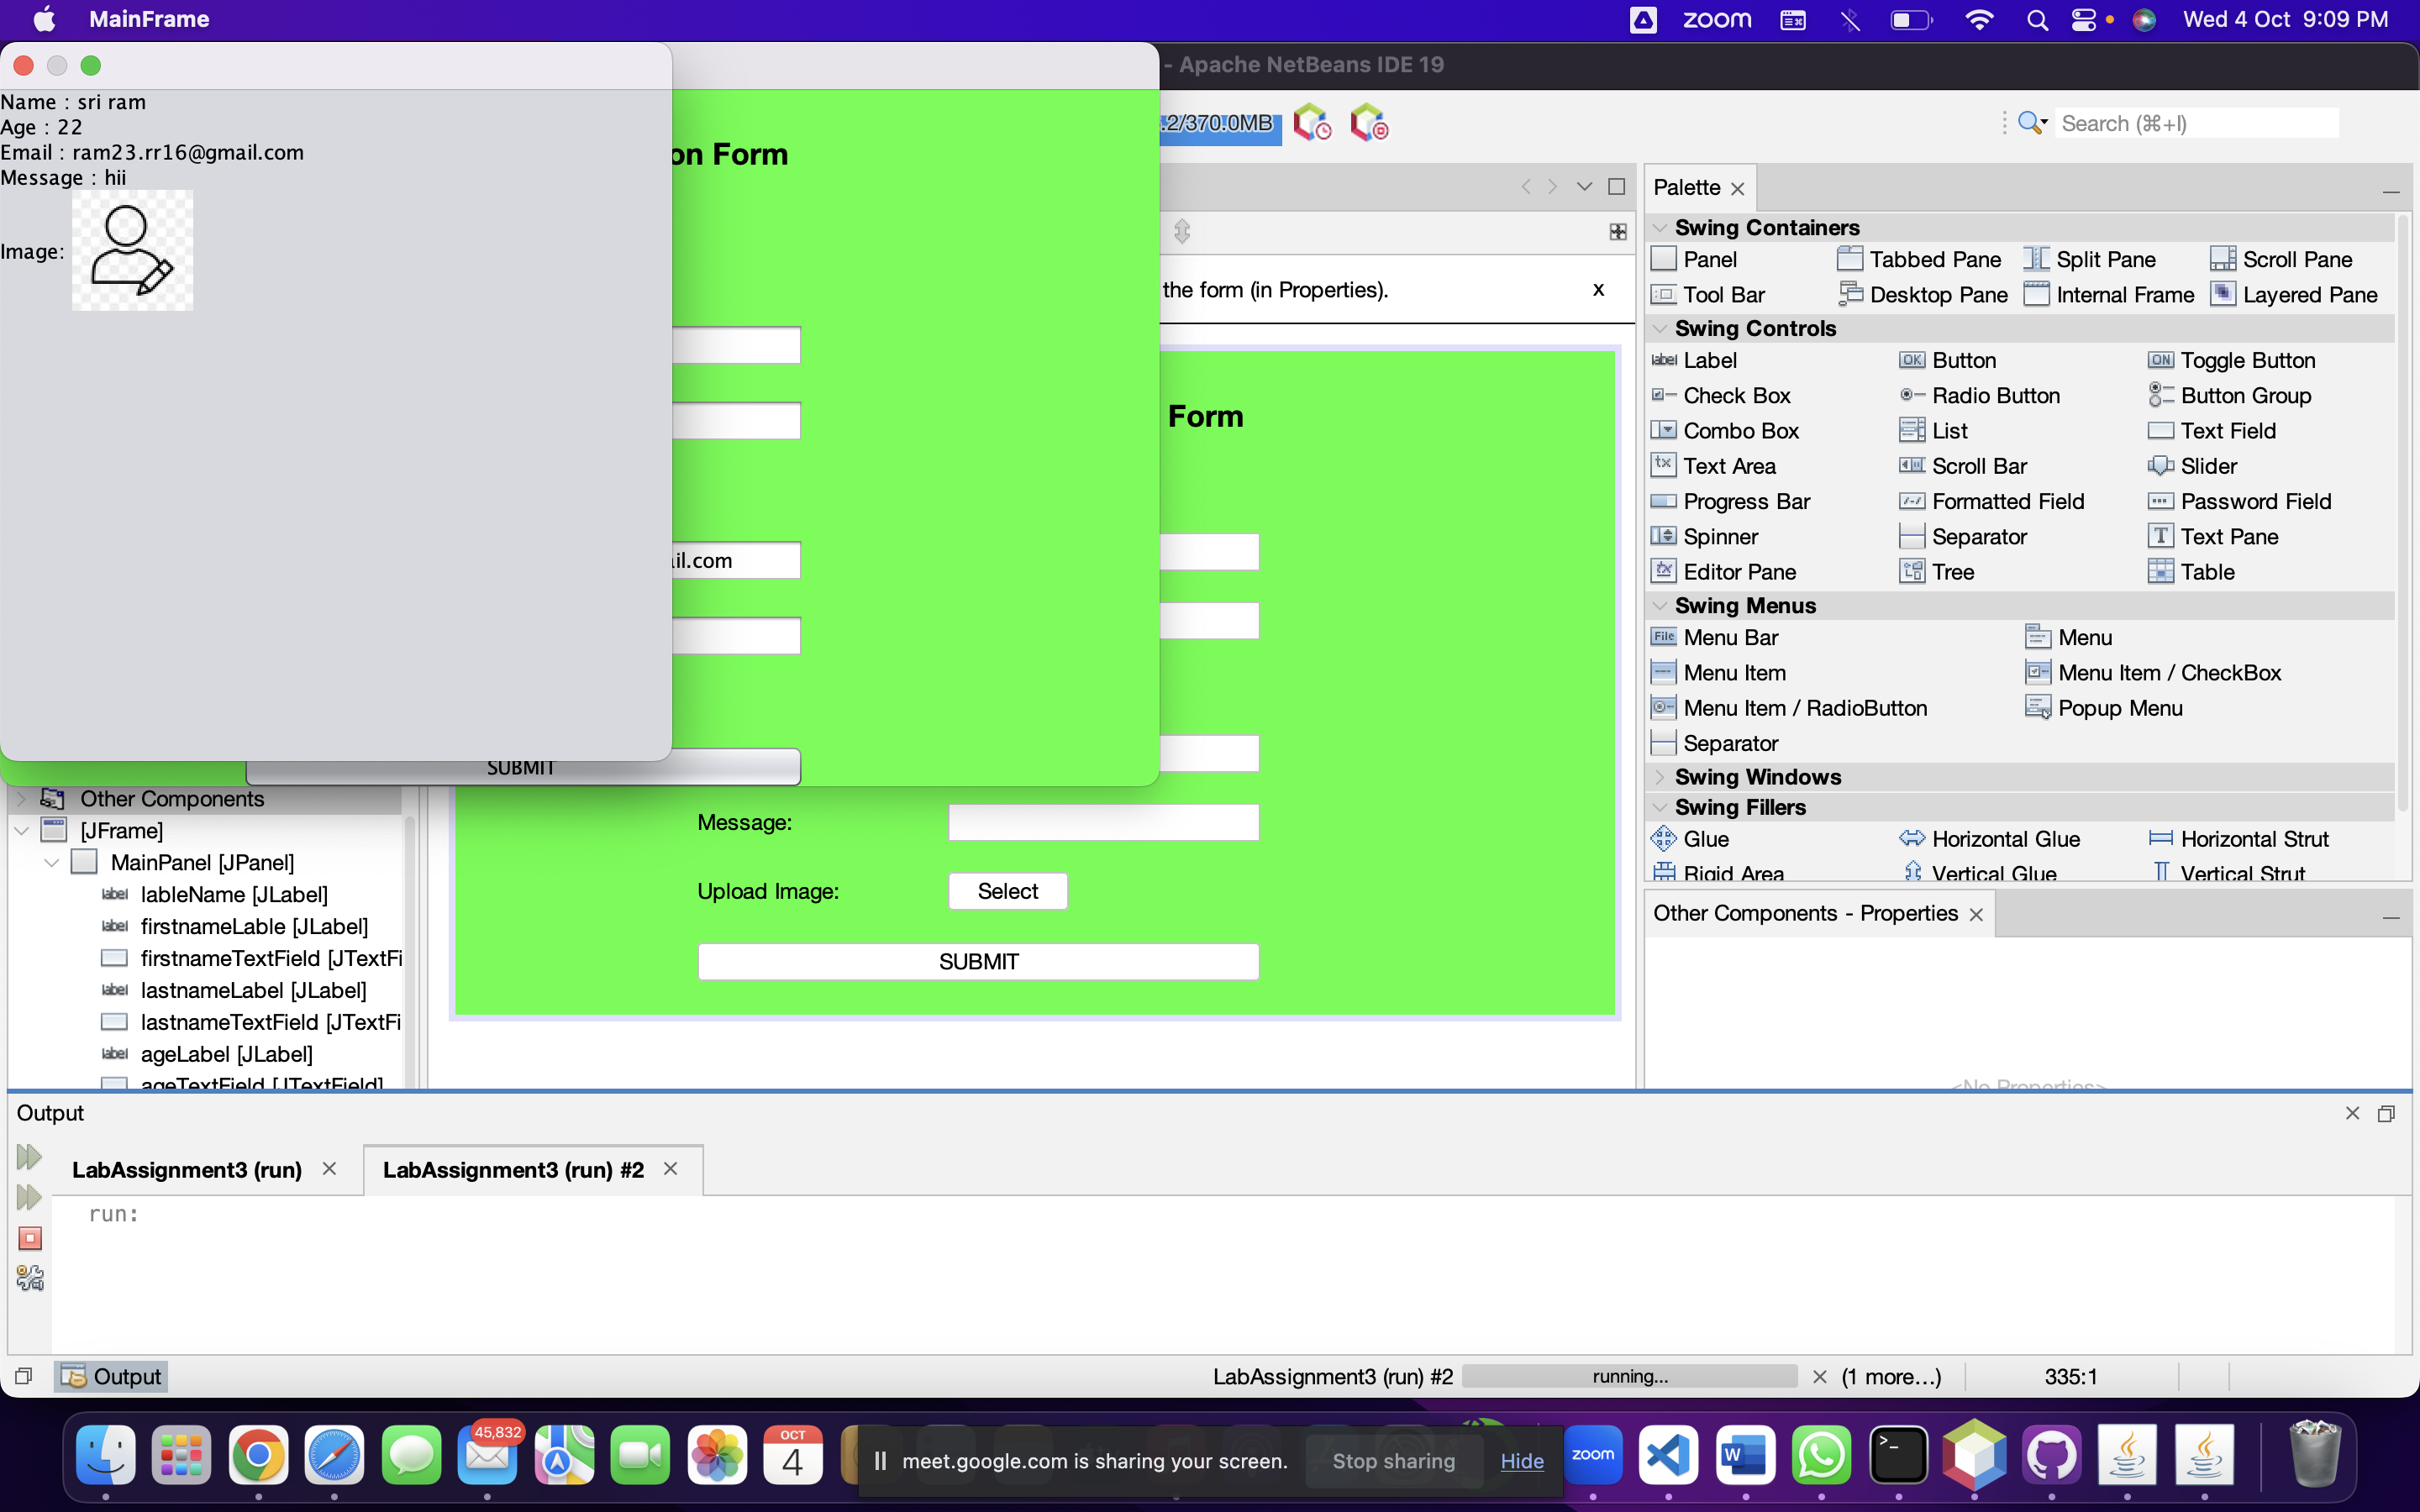 MainFrame
zoom
Wed 4 Oct 9:09 PM
- Apache NetBeans IDE 19
Name : sri ram
Age : 22
Email : ram23.rr16@gmail.com
Message : hii
Image:
on Form
il.com
SUBMIT
.2/370.0MB
Search (⌘+I)
the form (in Properties).
x
Form
Message:
Upload Image:
Select
SUBMIT
Palette
Swing Containers
Panel
Tabbed Pane
Split Pane
Scroll Pane
Tool Bar
Desktop Pane
Internal Frame
Layered Pane
Swing Controls
label Label
OK Button
ON Toggle Button
Check Box
Radio Button
Button Group
Combo Box
List
Text Field
Text Area
Scroll Bar
Slider
Progress Bar
Formatted Field
Password Field
Spinner
Separator
Text Pane
Editor Pane
Tree
Table
Swing Menus
File Menu Bar
Menu
Menu Item
Menu Item / CheckBox
Menu Item / RadioButton
Popup Menu
Separator
Swing Windows
Swing Fillers
Glue
Horizontal Glue
Horizontal Strut
Rigid Area
Vertical Glue
Vertical Strut
Other Components - Properties
<No Properties>
Other Components
[JFrame]
MainPanel [JPanel]
label lableName [JLabel]
label firstnameLable [JLabel]
firstnameTextField [JTextFi
label lastnameLabel [JLabel]
lastnameTextField [JTextFi
label ageLabel [JLabel]
ageTextField [JTextField]
Output
LabAssignment3 (run)
LabAssignment3 (run) #2
run:
Output
LabAssignment3 (run) #2
running...
(1 more...)
335:1
45,832
OCT
4
meet.google.com is sharing your screen.
Stop sharing
Hide
zoom
W